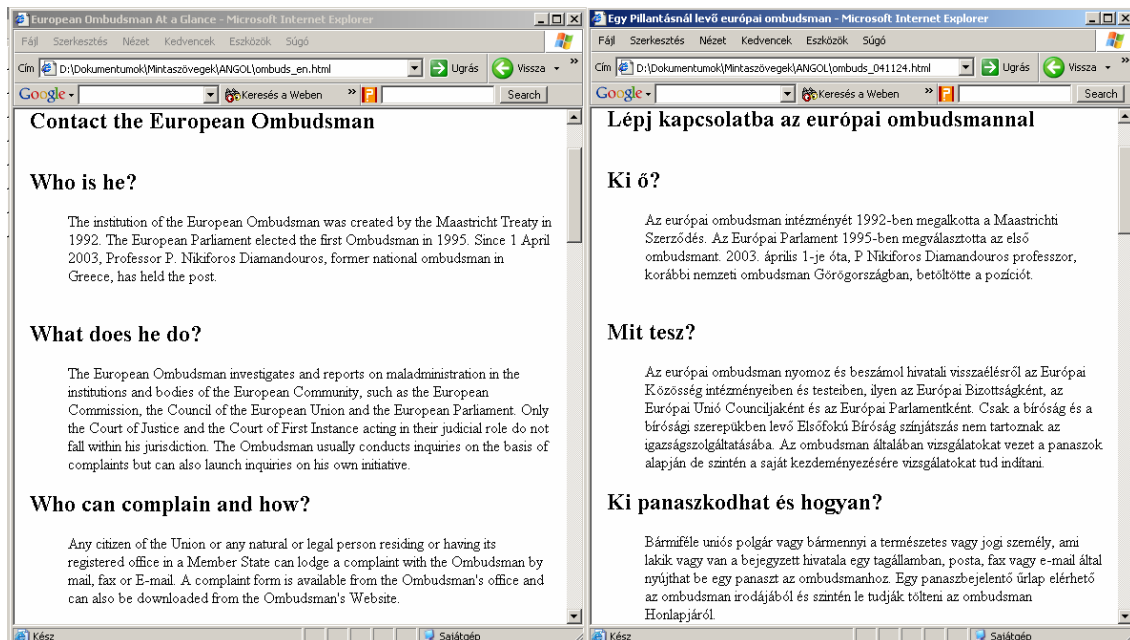 European Ombudsman At a Glance - Microsoft Internet Explorer
Fájl Szerkesztés Nézet Kedvencek Eszközök Súgó
Cím D:\Dokumentumok\Mintaszövegek\ANGOL\ombuds_en.html Ugrás Vissza »
Google Keresés a Weben » Search
Contact the European Ombudsman
Who is he?
The institution of the European Ombudsman was created by the Maastricht Treaty in
1992. The European Parliament elected the first Ombudsman in 1995. Since 1 April
2003, Professor P. Nikiforos Diamandouros, former national ombudsman in
Greece, has held the post.
What does he do?
The European Ombudsman investigates and reports on maladministration in the
institutions and bodies of the European Community, such as the European
Commission, the Council of the European Union and the European Parliament. Only
the Court of Justice and the Court of First Instance acting in their judicial role do not
fall within his jurisdiction. The Ombudsman usually conducts inquiries on the basis of
complaints but can also launch inquiries on his own initiative.
Who can complain and how?
Any citizen of the Union or any natural or legal person residing or having its
registered office in a Member State can lodge a complaint with the Ombudsman by
mail, fax or E-mail. A complaint form is available from the Ombudsman's office and
can also be downloaded from the Ombudsman's Website.
Kész Sajátgép
Egy Pillantásnál levő európai ombudsman - Microsoft Internet Explorer
Fájl Szerkesztés Nézet Kedvencek Eszközök Súgó
Cím D:\Dokumentumok\Mintaszövegek\ANGOL\ombuds_041124.html Ugrás Vissza »
Google Keresés a Weben » Search
Lépj kapcsolatba az európai ombudsmannal
Ki ő?
Az európai ombudsman intézményét 1992-ben megalkotta a Maastrichti
Szerződés. Az Európai Parlament 1995-ben megválasztotta az első
ombudsmant. 2003. április 1-je óta, P Nikiforos Diamandouros professzor,
korábbi nemzeti ombudsman Görögországban, betöltötte a pozíciót.
Mit tesz?
Az európai ombudsman nyomoz és beszámol hivatali visszaélésről az Európai
Közösség intézményeiben és testeiben, ilyen az Európai Bizottságként, az
Európai Unió Counciljaként és az Európai Parlamentként. Csak a bíróság és a
bírósági szerepükben levő Elsőfokú Bíróság színjátszás nem tartoznak az
igazságszolgáltatásába. Az ombudsman általában vizsgálatokat vezet a panaszok
alapján de szintén a saját kezdeményezésére vizsgálatokat tud indítani.
Ki panaszkodhat és hogyan?
Bármiféle uniós polgár vagy bármennyi a természetes vagy jogi személy, ami
lakik vagy van a bejegyzett hivatala egy tagállamban, posta, fax vagy e-mail által
nyújthat be egy panaszt az ombudsmanhoz. Egy panaszbejelentő űrlap elérhető
az ombudsman irodájából és szintén le tudják tölteni az ombudsman
Honlapjáról.
Kész Sajátgép